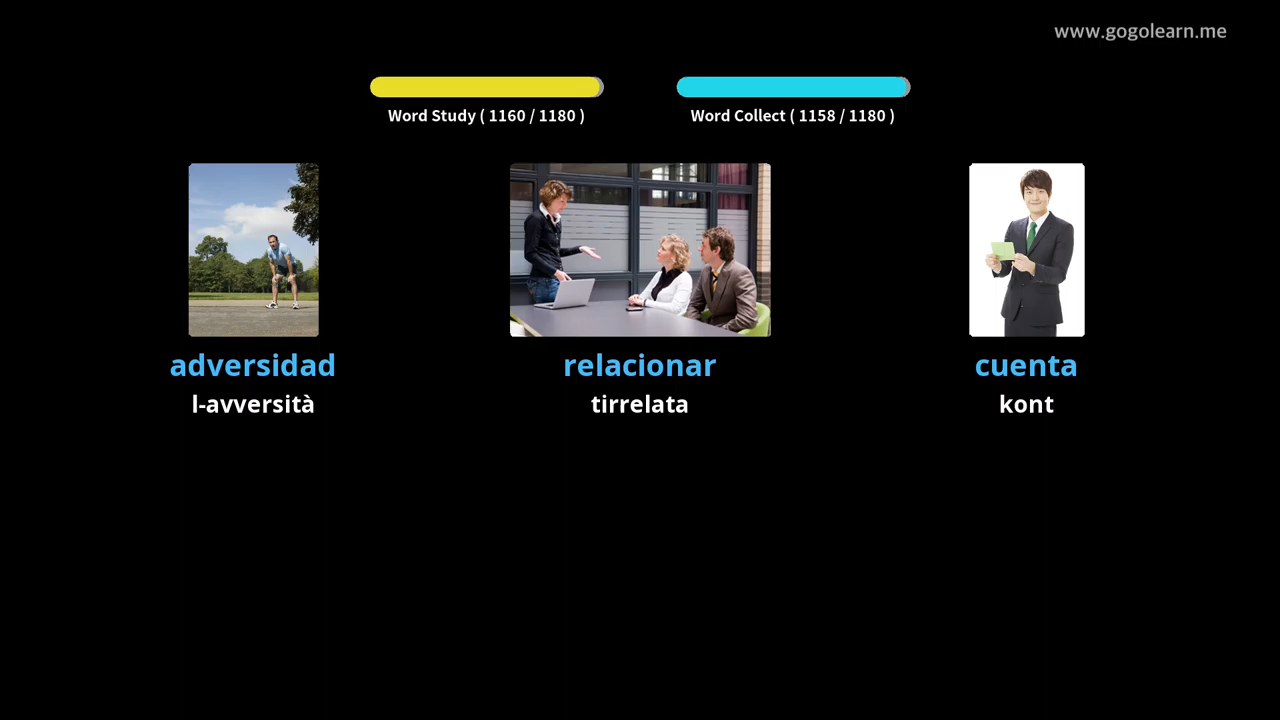 www.gogolearn.me
Word Study ( 1160 / 1180 )
Word Collect ( 1158 / 1180 )
adversidad
l-avversità
relacionar
tirrelata
cuenta
kont